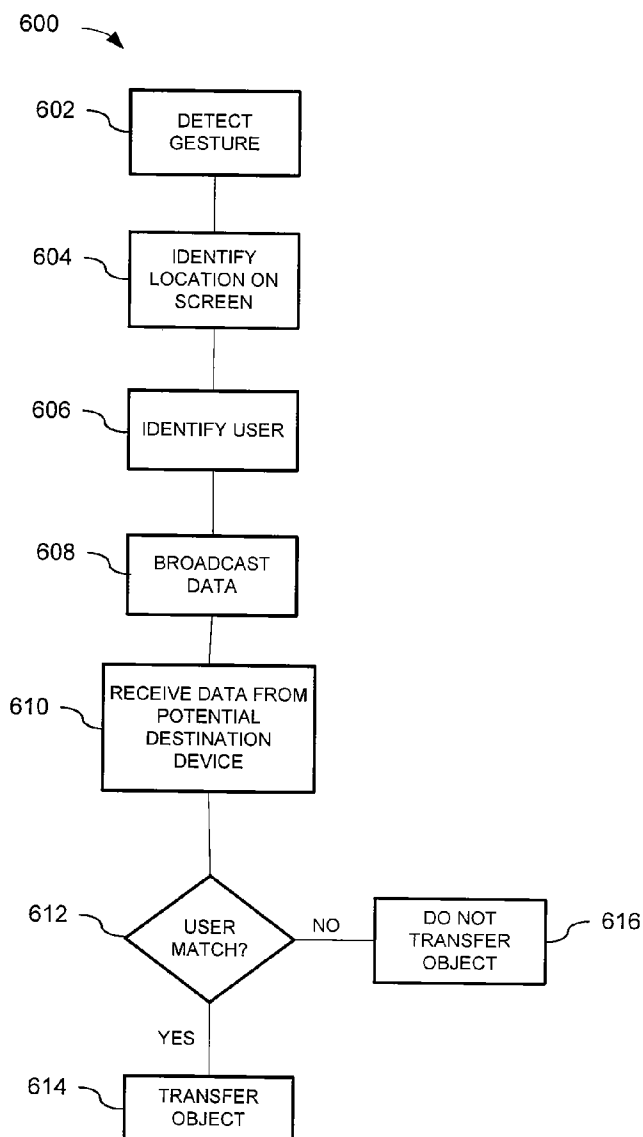 600
602
DETECT
GESTURE
604
IDENTIFY
LOCATION ON
SCREEN
606
IDENTIFY USER
608
BROADCAST
DATA
610
RECEIVE DATA FROM
POTENTIAL
DESTINATION
DEVICE
612
USER
MATCH?
NO
DO NOT
TRANSFER
OBJECT
616
YES
614
TRANSFER
OBJECT